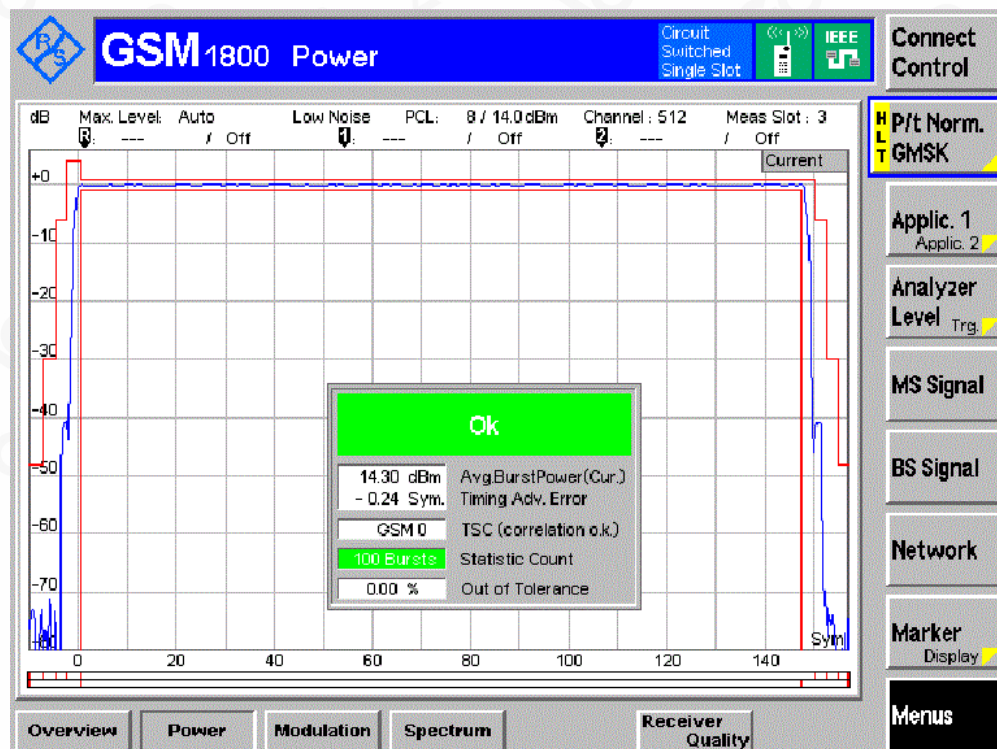 R/S
GSM 1800 Power
Circuit Switched Single Slot
IEEE
Connect Control
dB Max. Level: Auto Low Noise PCL: 8 / 14.0 dBm Channel : 512 Meas Slot : 3
R: --- / Off 1: --- / Off 2: --- / Off
Current
HLT
P/t Norm. GMSK
Applic. 1
Applic. 2
Analyzer Level Trg.
MS Signal
BS Signal
Network
Marker
Display
Menus
+0
-10
-20
-30
-40
-50
-60
-70
Ok
14.30 dBm Avg.BurstPower(Cur.)
- 0.24 Sym. Timing Adv. Error
GSM 0 TSC (correlation o.k.)
100 Bursts Statistic Count
0.00 % Out of Tolerance
Sym
0 20 40 60 80 100 120 140
Overview Power Modulation Spectrum Receiver Quality